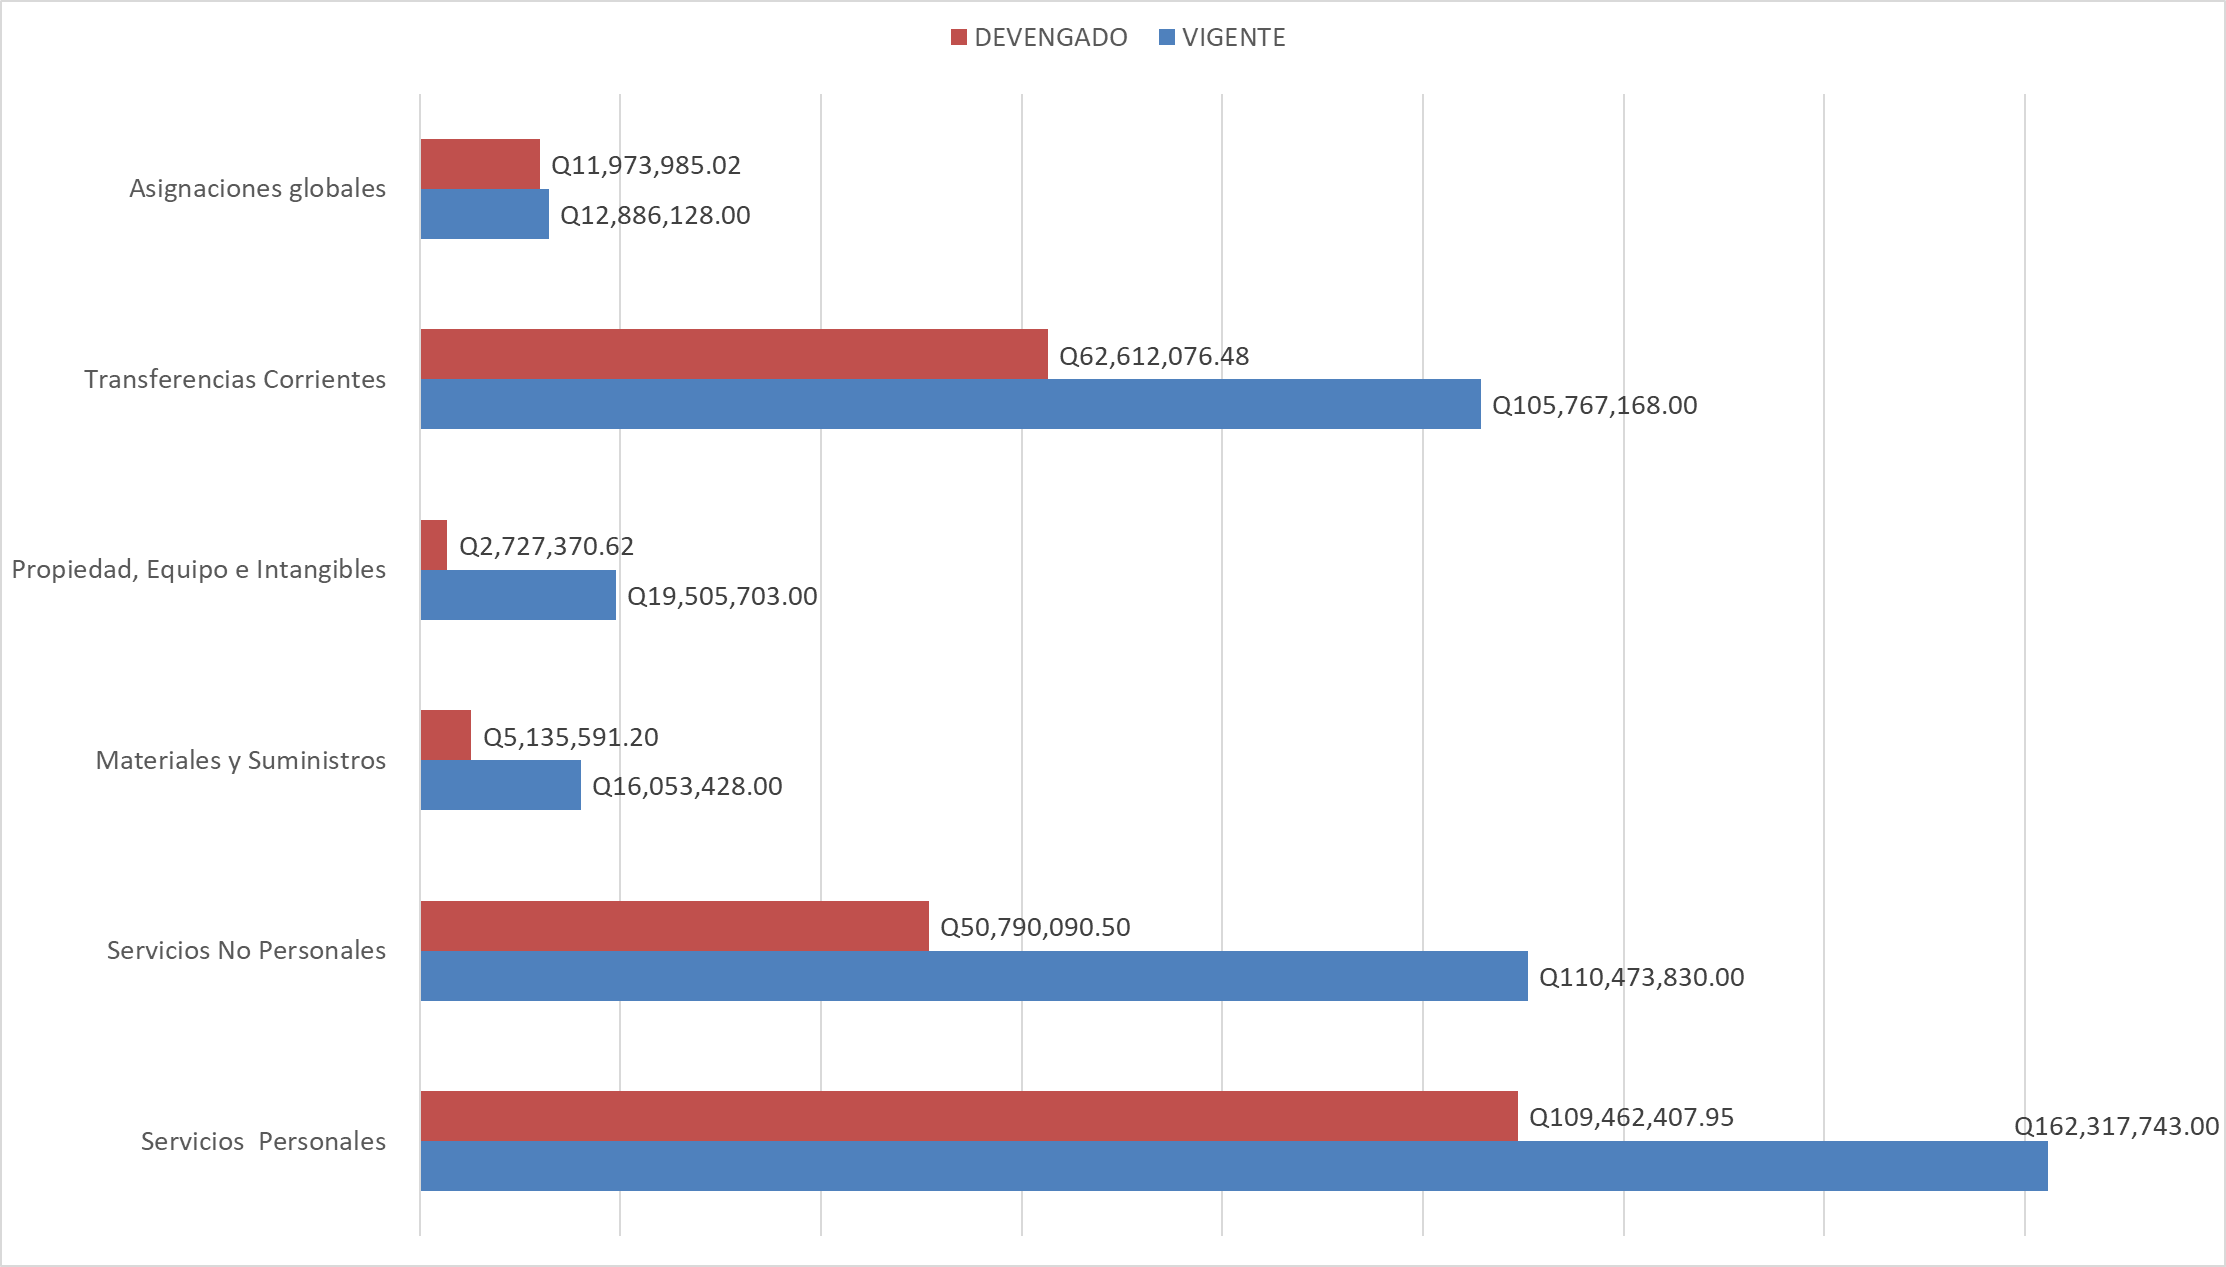 DEVENGADO VIGENTE
Asignaciones globales
Q11,973,985.02
Q12,886,128.00
Transferencias Corrientes
Q62,612,076.48
Q105,767,168.00
Propiedad, Equipo e Intangibles
Q2,727,370.62
Q19,505,703.00
Materiales y Suministros
Q5,135,591.20
Q16,053,428.00
Servicios No Personales
Q50,790,090.50
Q110,473,830.00
Servicios  Personales
Q109,462,407.95
Q162,317,743.00